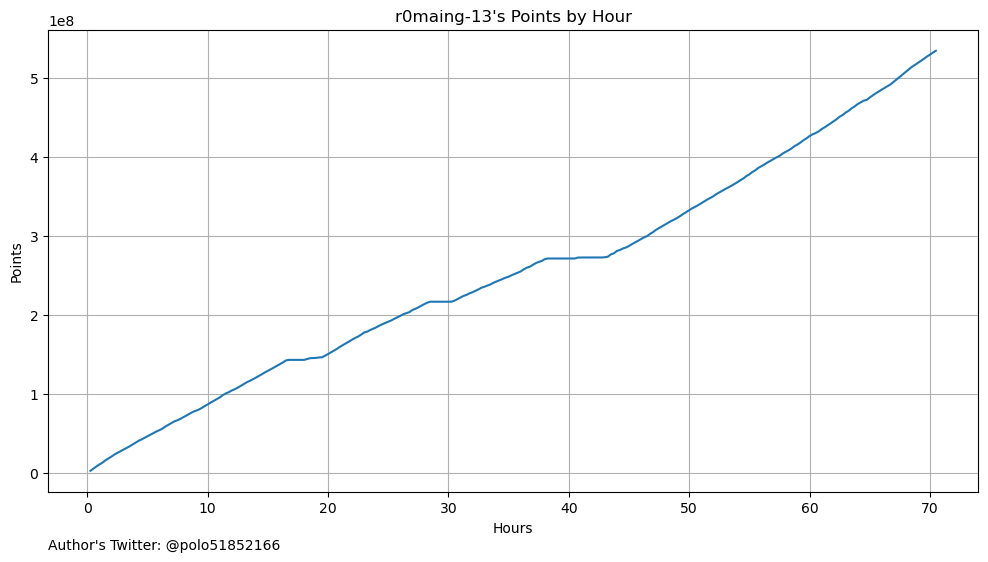 r0maing-13's Points by Hour
1e8
5
4
3
2
1
0
Points
0 10 20 30 40 50 60 70
Hours
Author's Twitter: @polo51852166